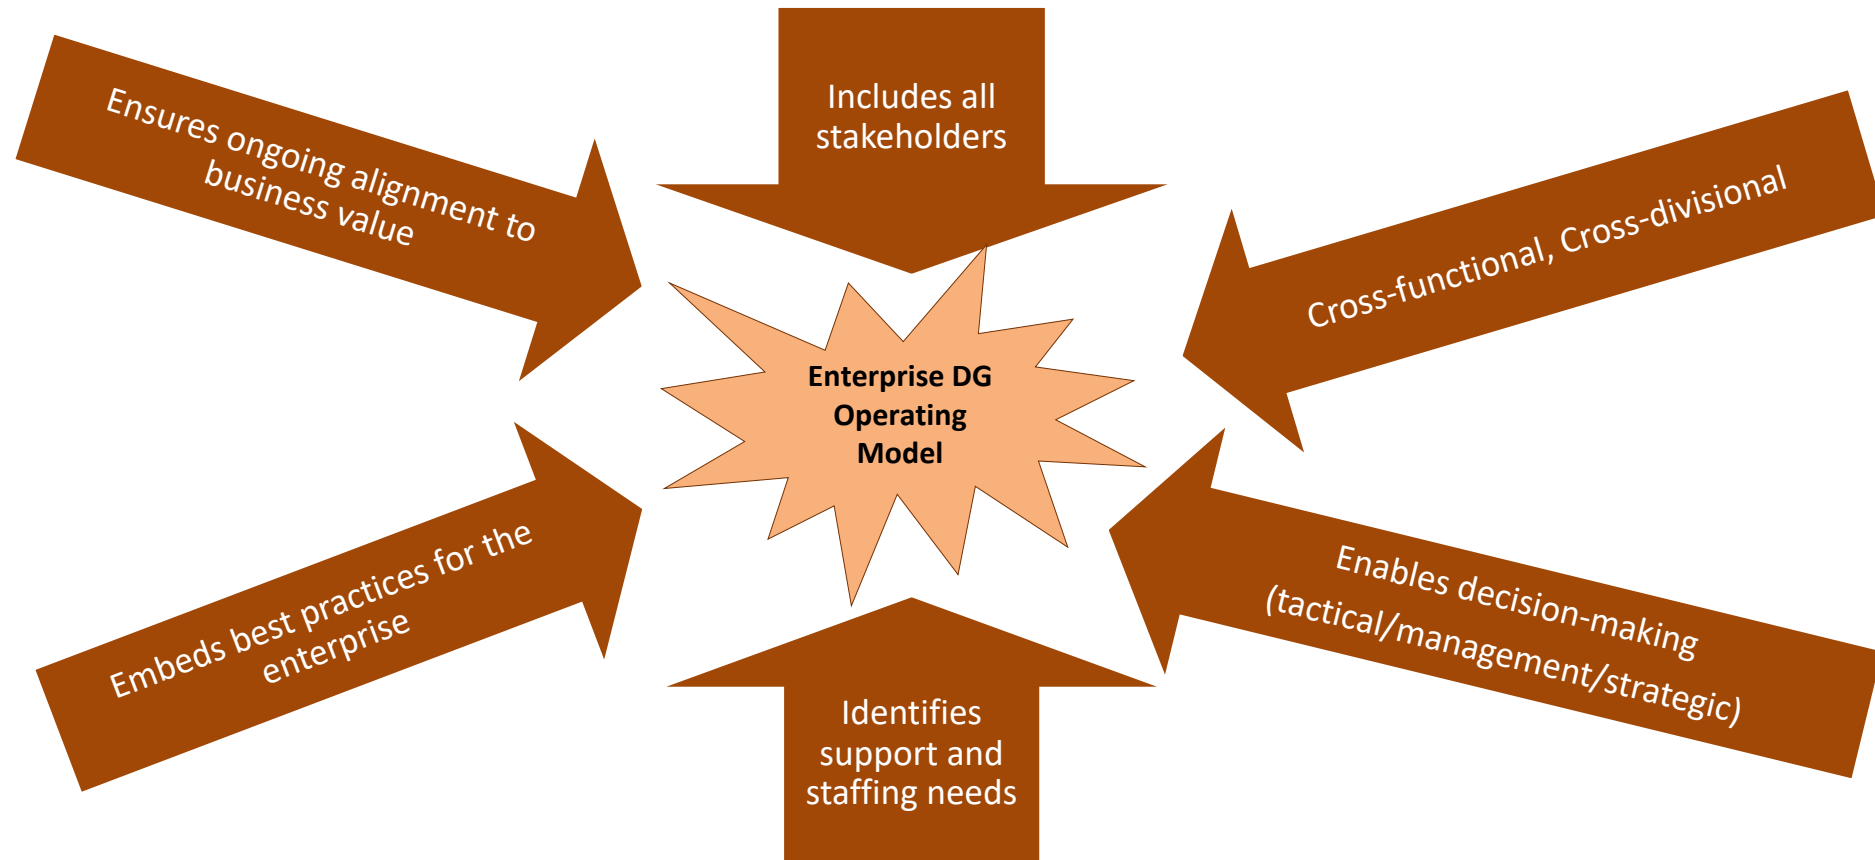 Includes all
stakeholders
Ensures ongoing alignment to
business value
Cross-functional, Cross-divisional
Enterprise DG
Operating
Model
Embeds best practices for the
enterprise
Enables decision-making
(tactical/management/strategic)
Identifies
support and
staffing needs